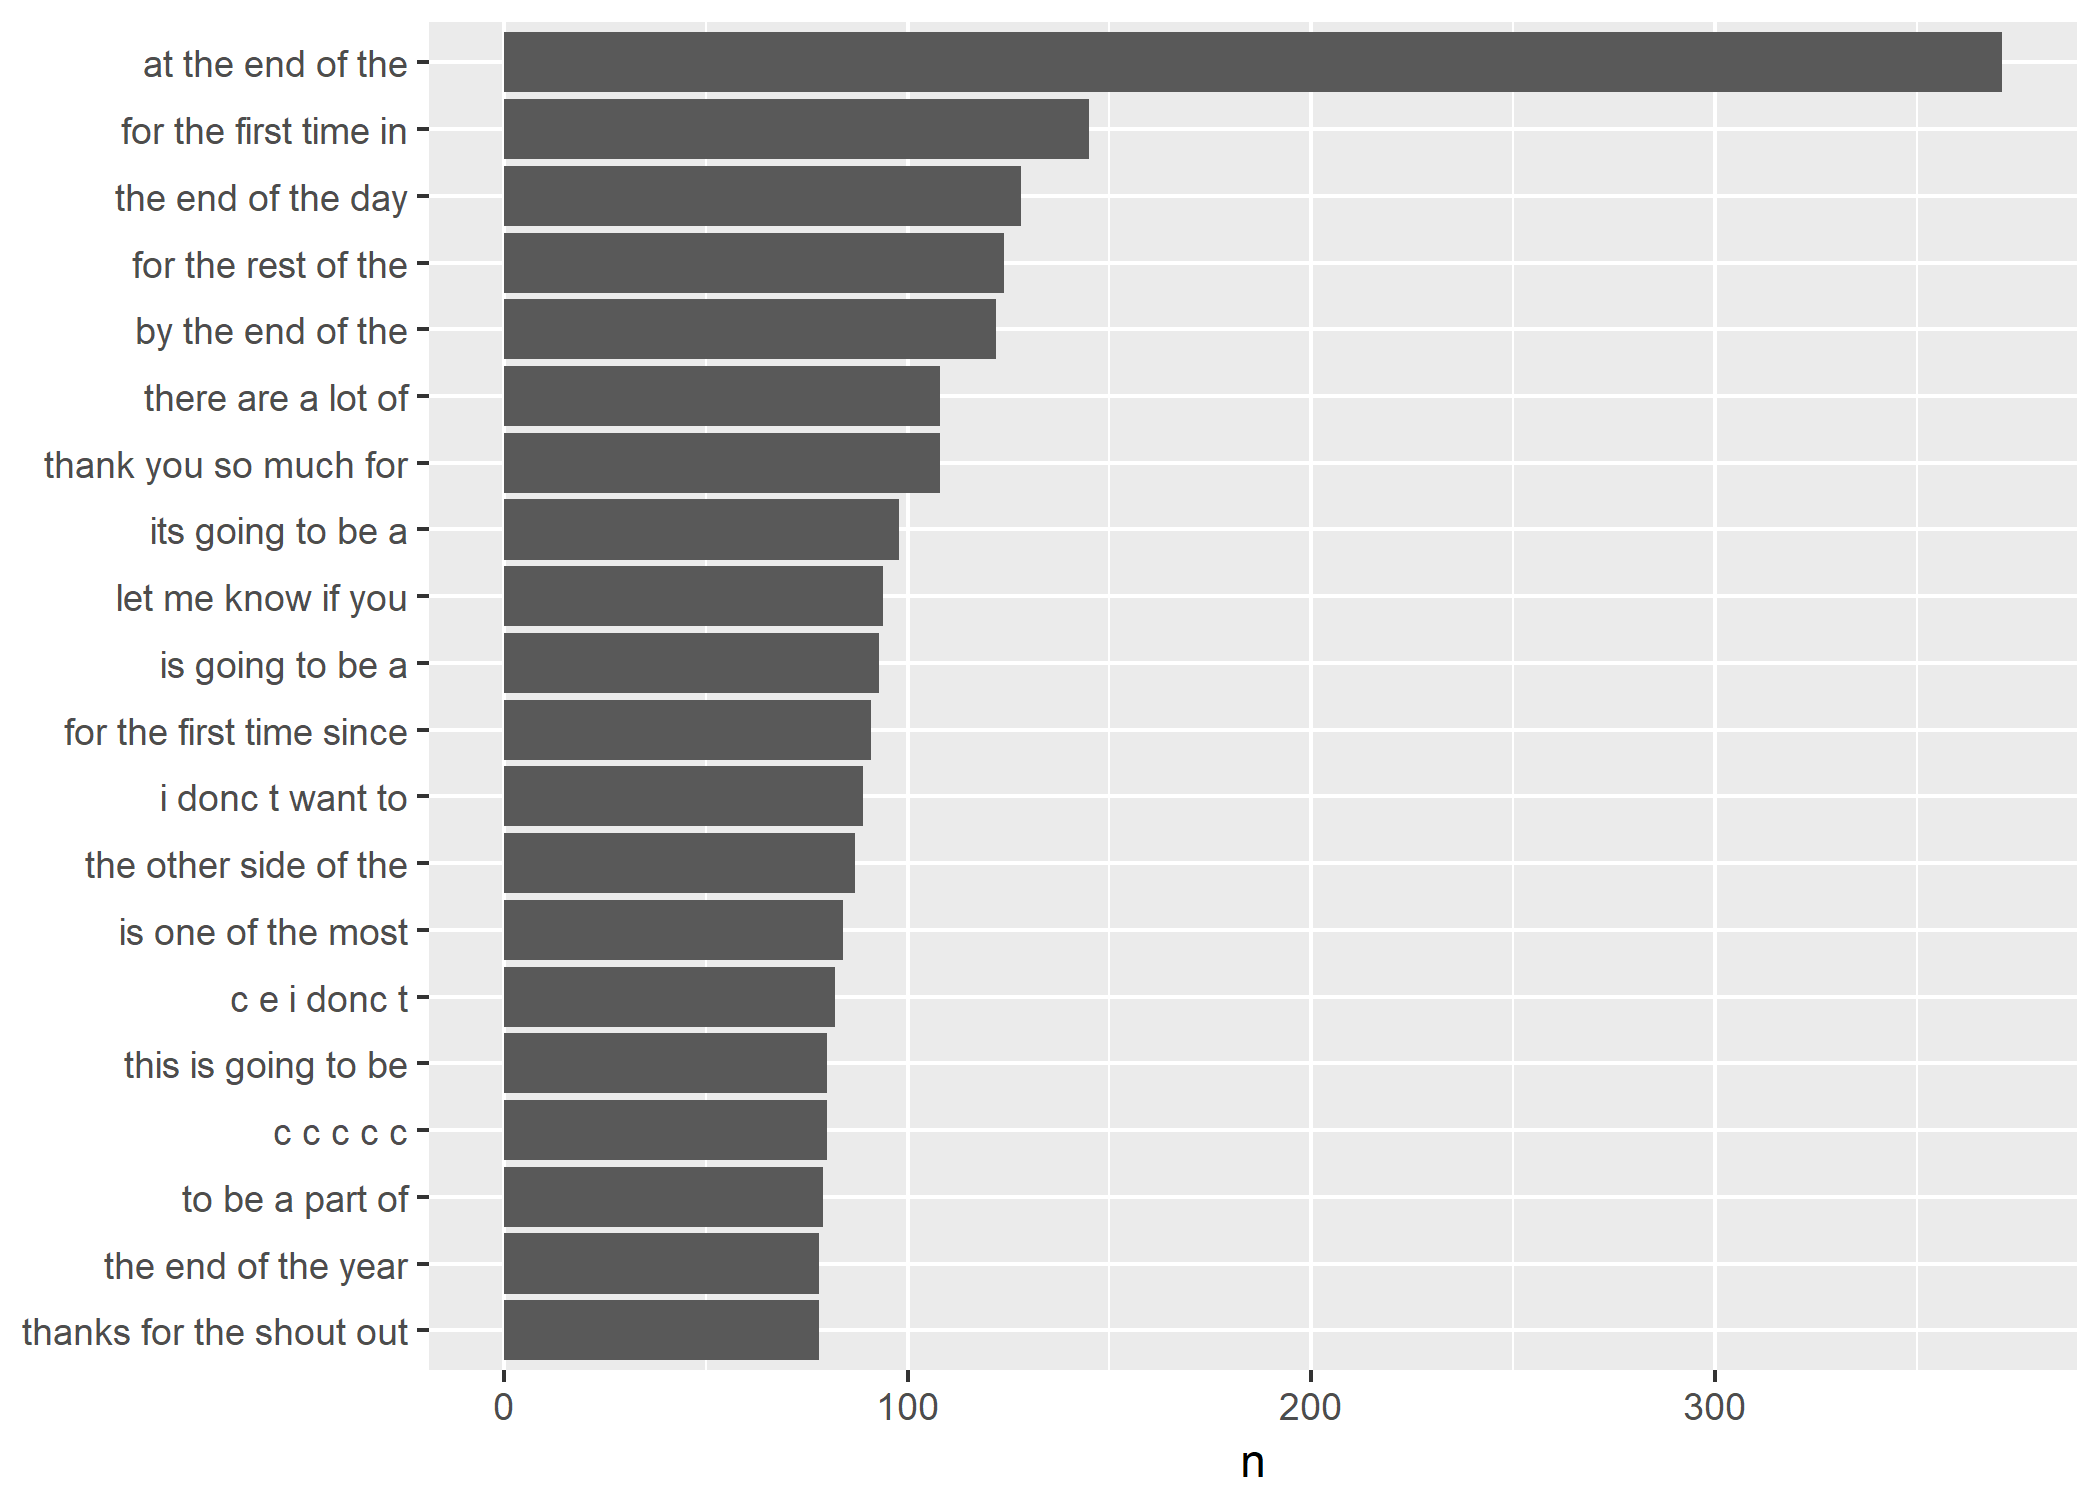 at the end of the
for the first time in
the end of the day
for the rest of the
by the end of the
there are a lot of
thank you so much for
its going to be a
let me know if you
is going to be a
for the first time since
i donc t want to
the other side of the
is one of the most
c e i donc t
this is going to be
c c c c c
to be a part of
the end of the year
thanks for the shout out
0 100 200 300
n